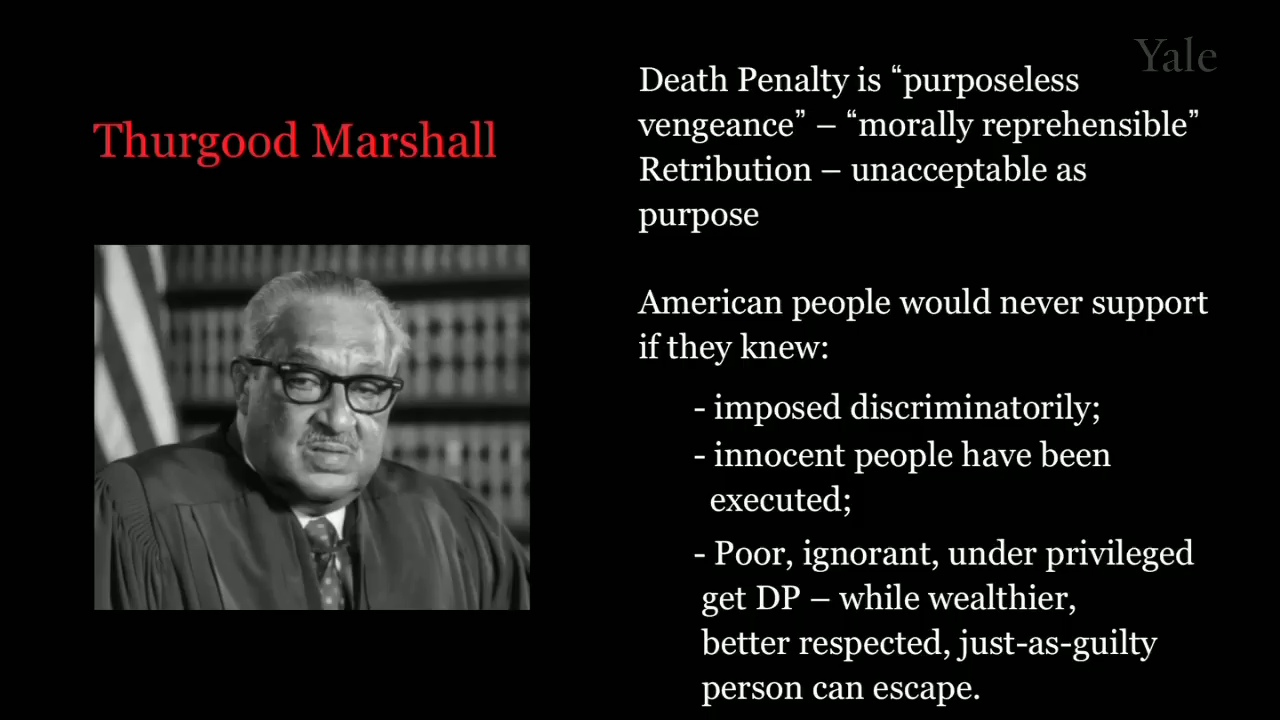 Yale
Thurgood Marshall
Death Penalty is “purposeless
vengeance” – “morally reprehensible”
Retribution – unacceptable as
purpose
American people would never support
if they knew:
- imposed discriminatorily;
- innocent people have been
executed;
- Poor, ignorant, under privileged
get DP – while wealthier,
better respected, just-as-guilty
person can escape.